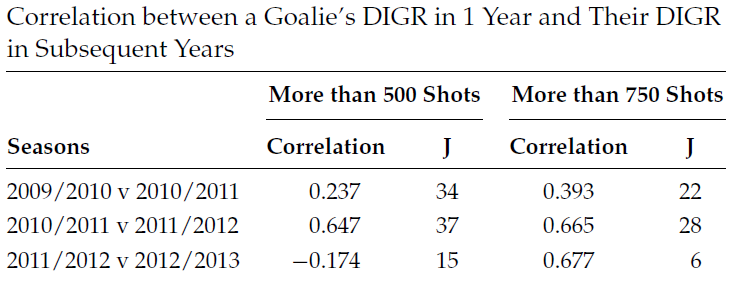 Correlation between a Goalie's DIGR in 1 Year and Their DIGR
in Subsequent Years
More than 500 Shots More than 750 Shots
Seasons Correlation J Correlation J
2009/2010 v 2010/2011 0.237 34 0.393 22
2010/2011 v 2011/2012 0.647 37 0.665 28
2011/2012 v 2012/2013 −0.174 15 0.677 6